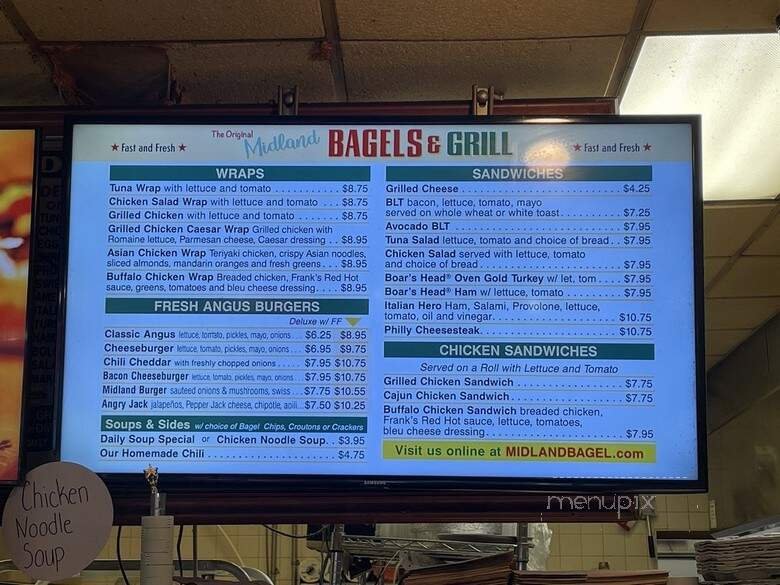 The Original
Midland BAGELS & GRILL
★ Fast and Fresh ★
★ Fast and Fresh ★
WRAPS
Tuna Wrap with lettuce and tomato . . . . . . . . . . . $8.75
Chicken Salad Wrap with lettuce and tomato . . . $8.75
Grilled Chicken with lettuce and tomato . . . . . . . $8.75
Grilled Chicken Caesar Wrap Grilled chicken with
Romaine lettuce, Parmesan cheese, Caesar dressing . . $8.95
Asian Chicken Wrap Teriyaki chicken, crispy Asian noodles,
sliced almonds, mandarin oranges and fresh greens . . . $8.95
Buffalo Chicken Wrap Breaded chicken, Frank's Red Hot
sauce, greens, tomatoes and bleu cheese dressing. . . . $8.95
FRESH ANGUS BURGERS
Deluxe w/ FF
Classic Angus lettuce, tomato, pickles, mayo, onions $6.25 $8.95
Cheeseburger lettuce, tomato, pickles, mayo, onions. . . $6.95 $9.75
Chili Cheddar with freshly chopped onions. . . . . $7.95 $10.75
Bacon Cheeseburger lettuce, tomato, pickles, mayo, onions $7.95 $10.75
Midland Burger sauteed onions & mushrooms, swiss . . . $7.75 $10.55
Angry Jack jalapeños, Pepper Jack cheese, chipotle, aoili. . $7.50 $10.25
Soups & Sides w/ choice of Bagel Chips, Croutons or Crackers
Daily Soup Special or Chicken Noodle Soup. . $3.95
Our Homemade Chili . . . . . . . . . . . . . . . . . $4.75
SANDWICHES
Grilled Cheese . . . . . . . . . . . . . . . . . . . . . $4.25
BLT bacon, lettuce, tomato, mayo
served on whole wheat or white toast. . . . . . . . . $7.25
Avocado BLT . . . . . . . . . . . . . . . . . . . . . . $7.95
Tuna Salad lettuce, tomato and choice of bread . . $7.95
Chicken Salad served with lettuce, tomato
and choice of bread . . . . . . . . . . . . . . . . . . . $7.95
Boar's Head® Oven Gold Turkey w/ let, tom . . . . $7.95
Boar's Head® Ham w/ lettuce, tomato . . . . . . . . $7.95
Italian Hero Ham, Salami, Provolone, lettuce,
tomato, oil and vinegar. . . . . . . . . . . . . . . . . $10.75
Philly Cheesesteak. . . . . . . . . . . . . . . . . . . $10.75
CHICKEN SANDWICHES
Served on a Roll with Lettuce and Tomato
Grilled Chicken Sandwich . . . . . . . . . . . . . . $7.75
Cajun Chicken Sandwich. . . . . . . . . . . . . . . $7.75
Buffalo Chicken Sandwich breaded chicken,
Frank's Red Hot sauce, lettuce, tomatoes,
bleu cheese dressing. . . . . . . . . . . . . . . . . . $7.95
Visit us online at MIDLANDBAGEL.com
SAMSUNG
menupix
Chicken
Noodle
Soup